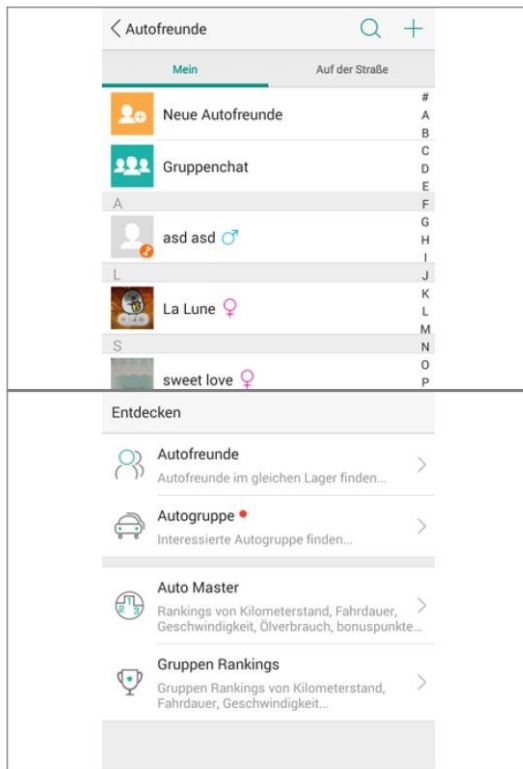 Autofreunde
Mein
Auf der Straße
Neue Autofreunde
Gruppenchat
A
asd asd
L
La Lune
S
sweet love
#
A
B
C
D
E
F
G
H
I
J
K
L
M
N
O
P
Entdecken
Autofreunde
Autofreunde im gleichen Lager finden...
Autogruppe
Interessierte Autogruppe finden...
Auto Master
Rankings von Kilometerstand, Fahrdauer,
Geschwindigkeit, Ölverbrauch, bonuspunkte...
Gruppen Rankings
Gruppen Rankings von Kilometerstand,
Fahrdauer, Geschwindigkeit...